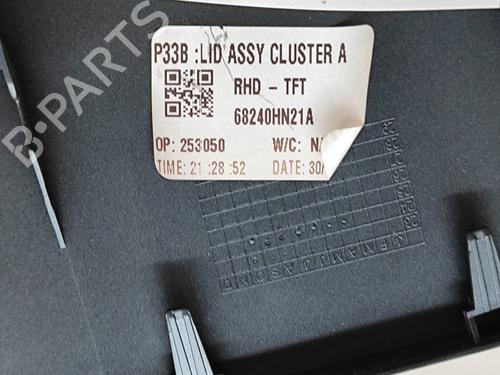 P33B :LID ASSY CLUSTER A
RHD - TFT
68240HN21A
OP: 253050 W/C:
TIME: 21 :28 :52 DATE: 30/
J F M A M J J A S O N D
B-PARTS